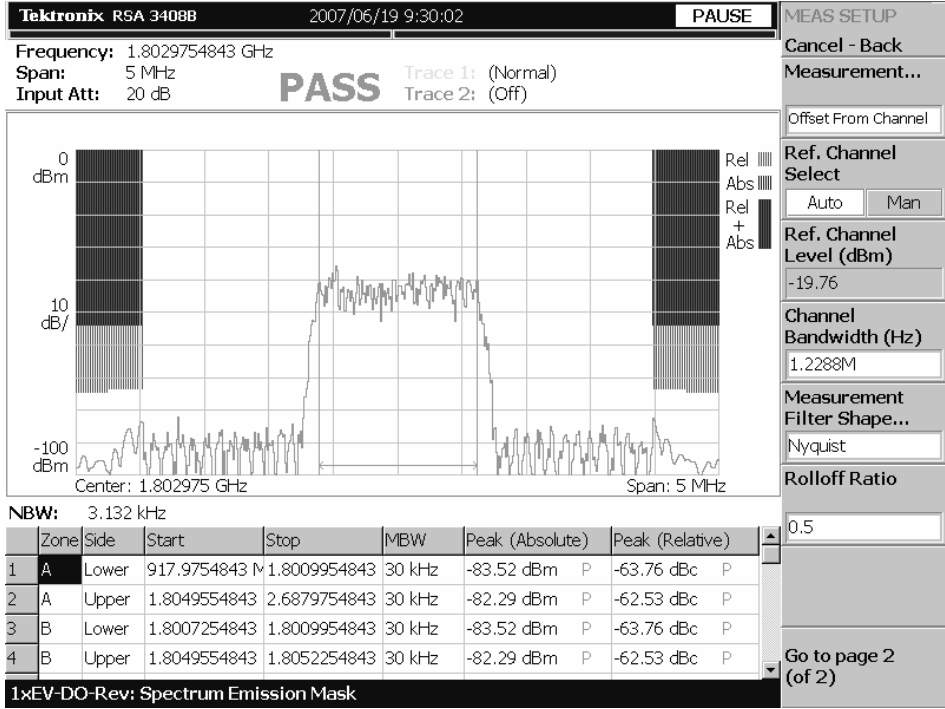 Tektronix RSA 3408B 2007/06/19 9:30:02 PAUSE
Frequency: 1.8029754843 GHz
Span: 5 MHz
Input Att: 20 dB
PASS
Trace 1: (Normal)
Trace 2: (Off)
0
dBm
10
dB/
-100
dBm
Rel
Abs
Rel
+
Abs
Center: 1.802975 GHz Span: 5 MHz
NBW: 3.132 kHz
Zone Side Start Stop MBW Peak (Absolute) Peak (Relative)
1 A Lower 917.9754843 M 1.8009954843 30 kHz -83.52 dBm P -63.76 dBc P
2 A Upper 1.8049554843 2.6879754843 30 kHz -82.29 dBm P -62.53 dBc P
3 B Lower 1.8007254843 1.8009954843 30 kHz -83.52 dBm P -63.76 dBc P
4 B Upper 1.8049554843 1.8052254843 30 kHz -82.29 dBm P -62.53 dBc P
1xEV-DO-Rev: Spectrum Emission Mask
MEAS SETUP
Cancel - Back
Measurement...
Offset From Channel
Ref. Channel
Select
Auto Man
Ref. Channel
Level (dBm)
-19.76
Channel
Bandwidth (Hz)
1.2288M
Measurement
Filter Shape...
Nyquist
Rolloff Ratio
0.5
Go to page 2
(of 2)